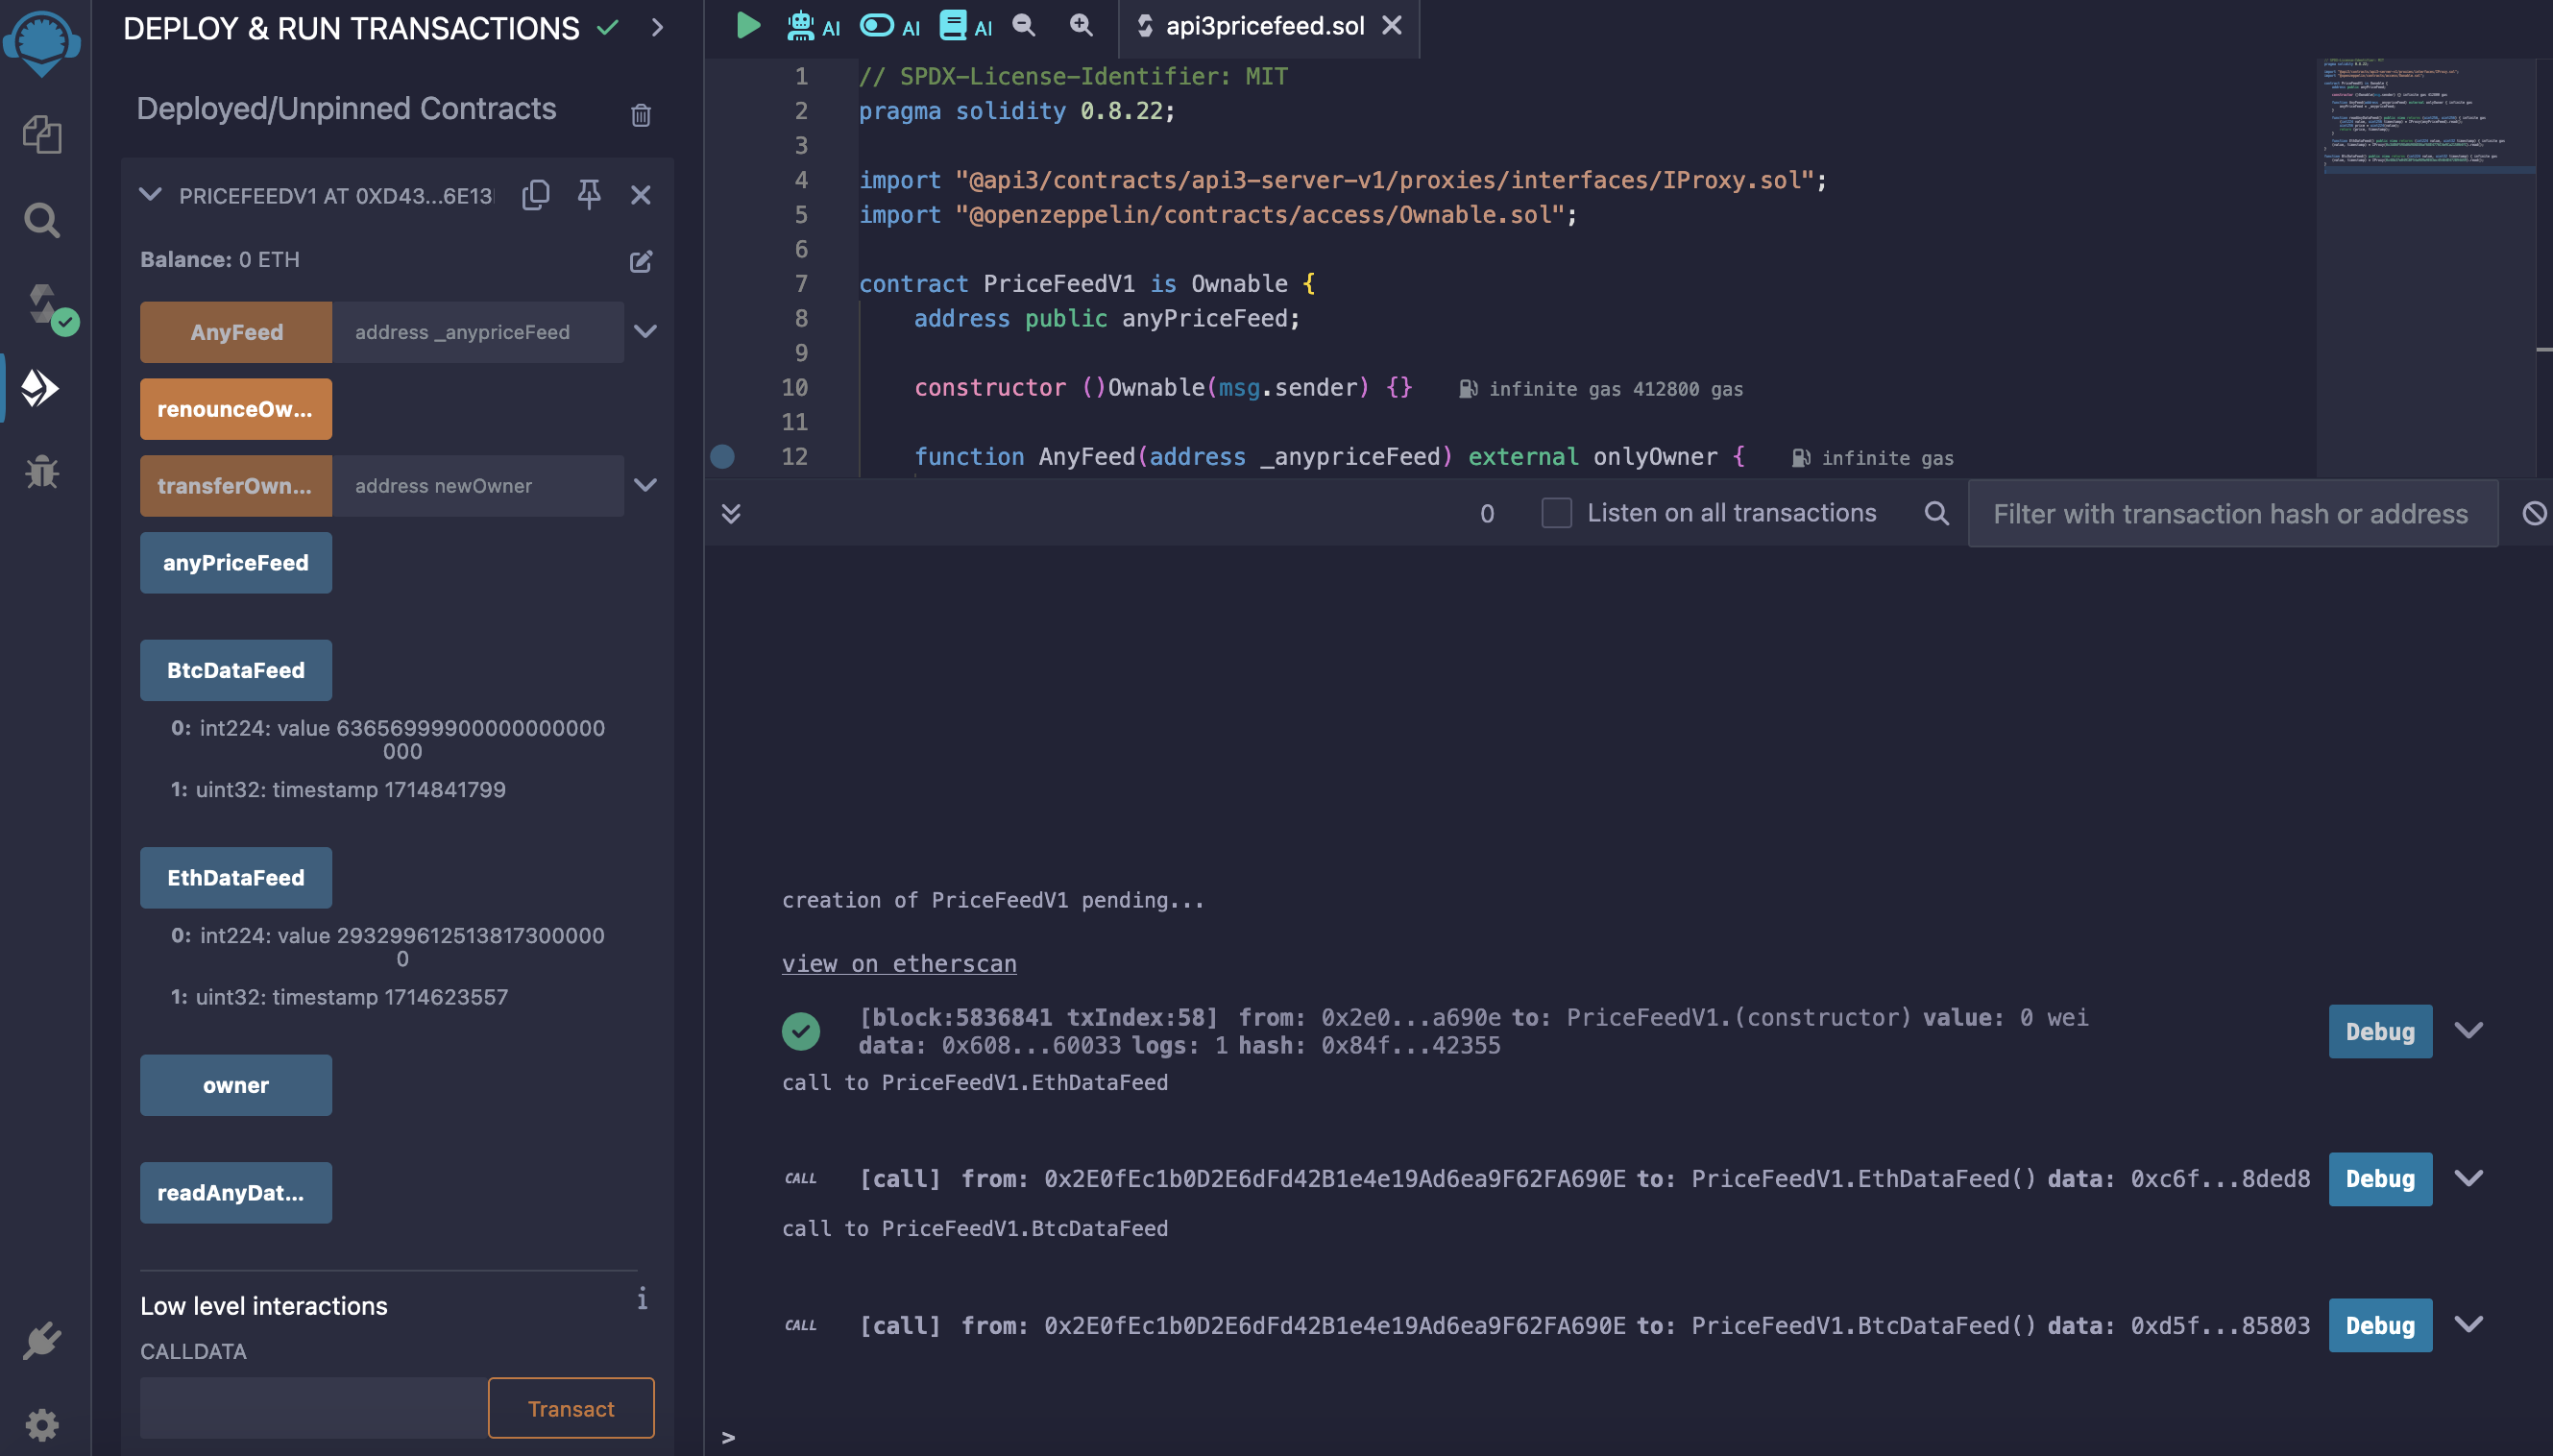 DEPLOY & RUN TRANSACTIONS
Deployed/Unpinned Contracts
PRICEFEEDV1 AT 0XD43...6E13
Balance: 0 ETH
AnyFeed
address _anypriceFeed
renounceOw...
transferOwn...
address newOwner
anyPriceFeed
BtcDataFeed
0: int224: value 63656999900000000000
000
1: uint32: timestamp 1714841799
EthDataFeed
0: int224: value 293299612513817300000
0
1: uint32: timestamp 1714623557
owner
readAnyDat...
Low level interactions
i
CALLDATA
Transact
AI
AI
AI
api3pricefeed.sol
1 // SPDX-License-Identifier: MIT
2 pragma solidity 0.8.22;
3
4 import "@api3/contracts/api3-server-v1/proxies/interfaces/IProxy.sol";
5 import "@openzeppelin/contracts/access/Ownable.sol";
6
7 contract PriceFeedV1 is Ownable {
8 address public anyPriceFeed;
9
10 constructor ()Ownable(msg.sender) {} infinite gas 412800 gas
11
12 function AnyFeed(address _anypriceFeed) external onlyOwner { infinite gas
0
Listen on all transactions
Filter with transaction hash or address
creation of PriceFeedV1 pending...
view on etherscan
[block:5836841 txIndex:58] from: 0x2e0...a690e to: PriceFeedV1.(constructor) value: 0 wei
data: 0x608...60033 logs: 1 hash: 0x84f...42355
Debug
call to PriceFeedV1.EthDataFeed
CALL [call] from: 0x2E0fEc1b0D2E6dFd42B1e4e19Ad6ea9F62FA690E to: PriceFeedV1.EthDataFeed() data: 0xc6f...8ded8
Debug
call to PriceFeedV1.BtcDataFeed
CALL [call] from: 0x2E0fEc1b0D2E6dFd42B1e4e19Ad6ea9F62FA690E to: PriceFeedV1.BtcDataFeed() data: 0xd5f...85803
Debug
>